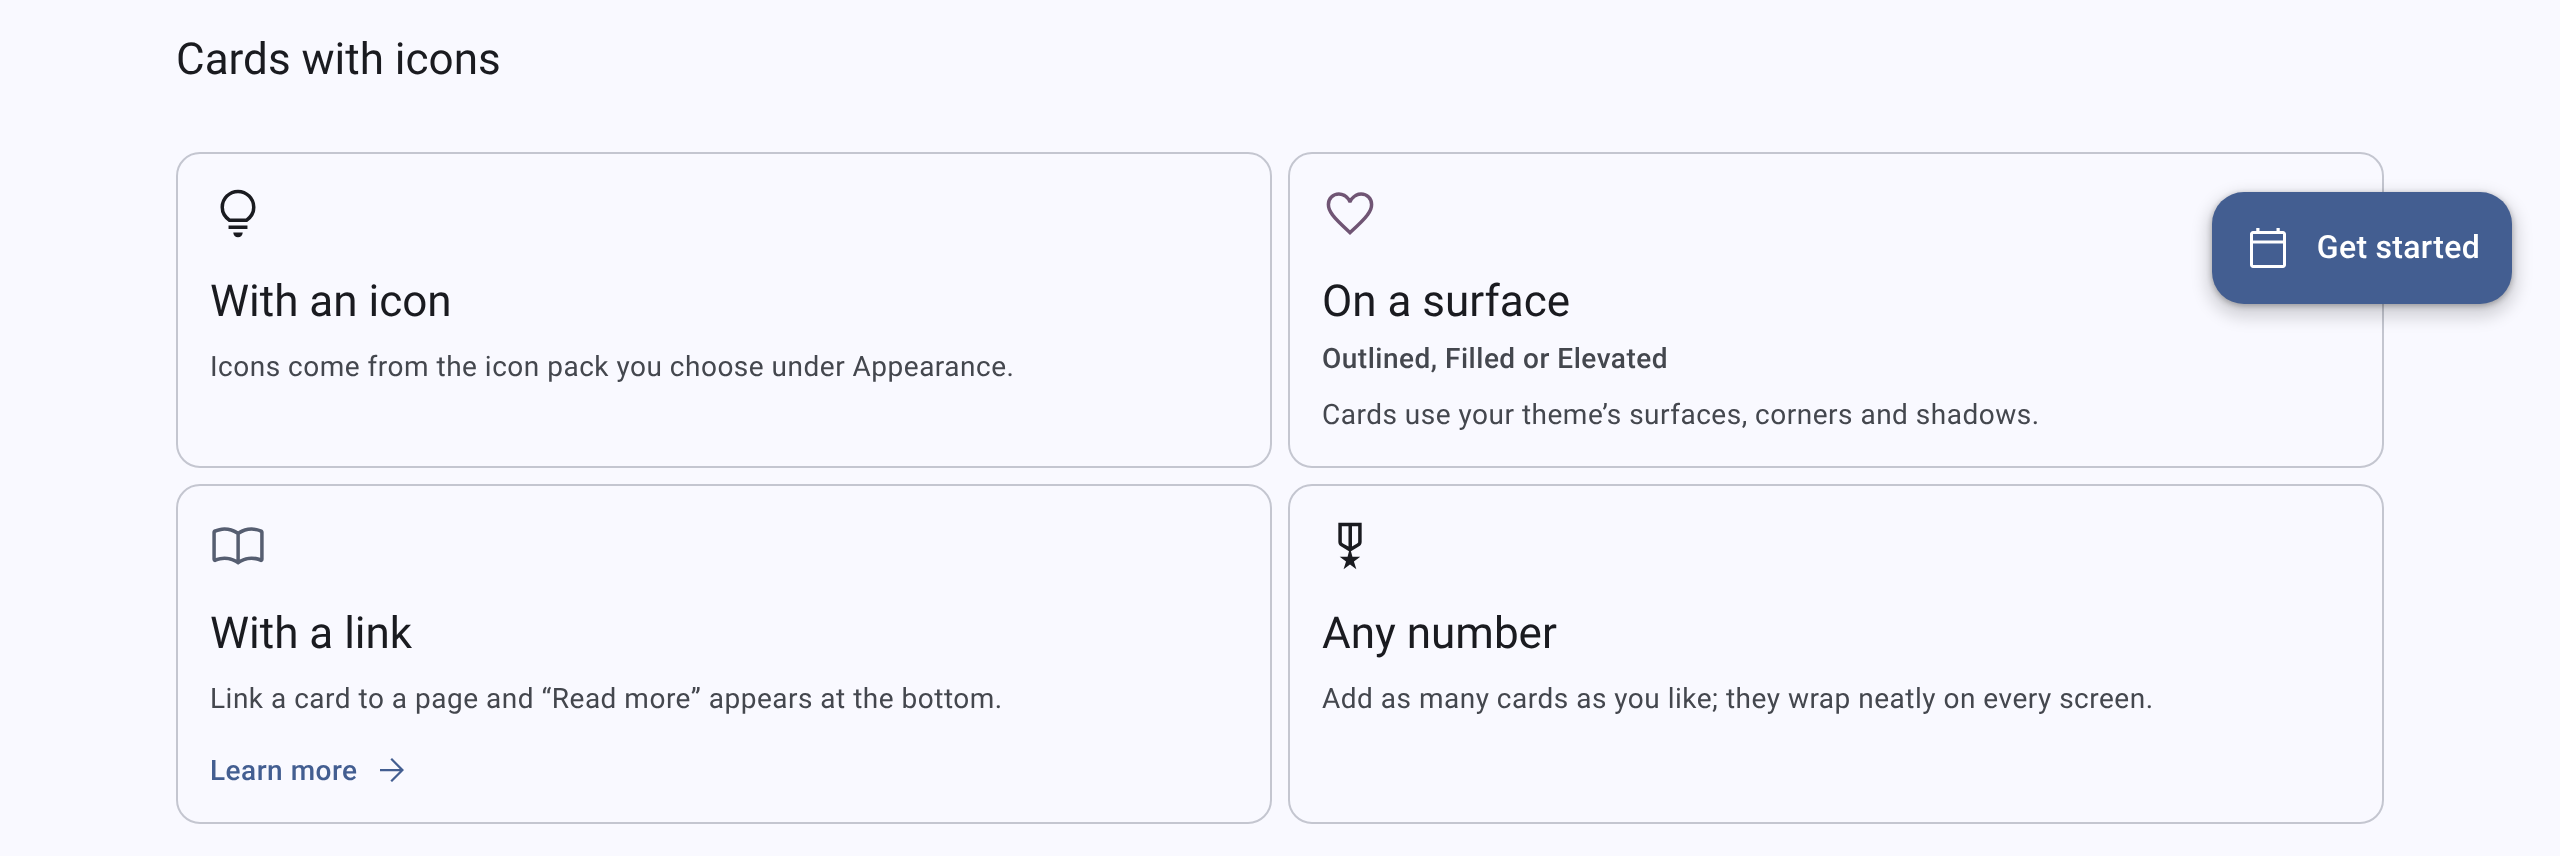 Cards with icons
With an icon
Icons come from the icon pack you choose under Appearance.
On a surface
Outlined, Filled or Elevated
Cards use your theme’s surfaces, corners and shadows.
Get started
With a link
Link a card to a page and “Read more” appears at the bottom.
Learn more
Any number
Add as many cards as you like; they wrap neatly on every screen.